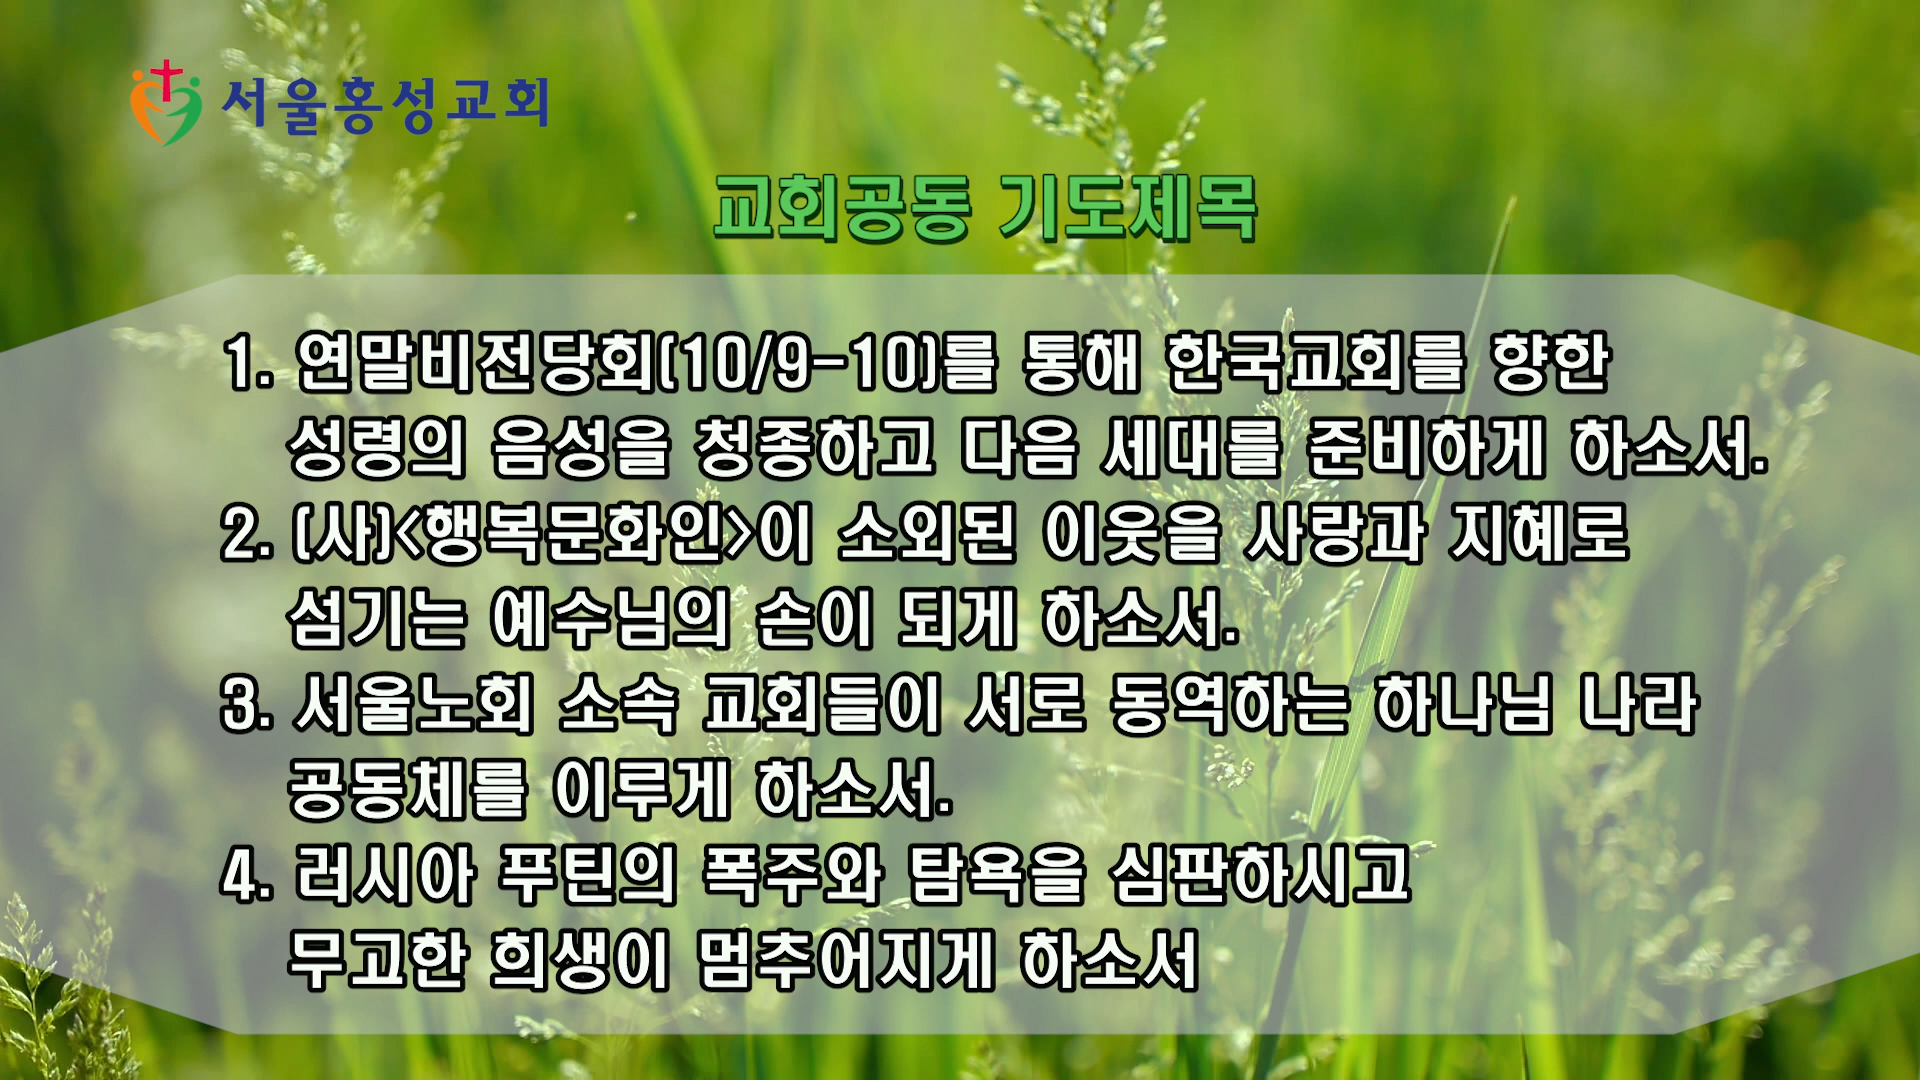 서울홍성교회
교회공동 기도제목
1. 연말비전당회(10/9-10)를 통해 한국교회를 향한
성령의 음성을 청종하고 다음 세대를 준비하게 하소서.
2. (사)<행복문화인>이 소외된 이웃을 사랑과 지혜로
섬기는 예수님의 손이 되게 하소서.
3. 서울노회 소속 교회들이 서로 동역하는 하나님 나라
공동체를 이루게 하소서.
4. 러시아 푸틴의 폭주와 탐욕을 심판하시고
무고한 희생이 멈추어지게 하소서